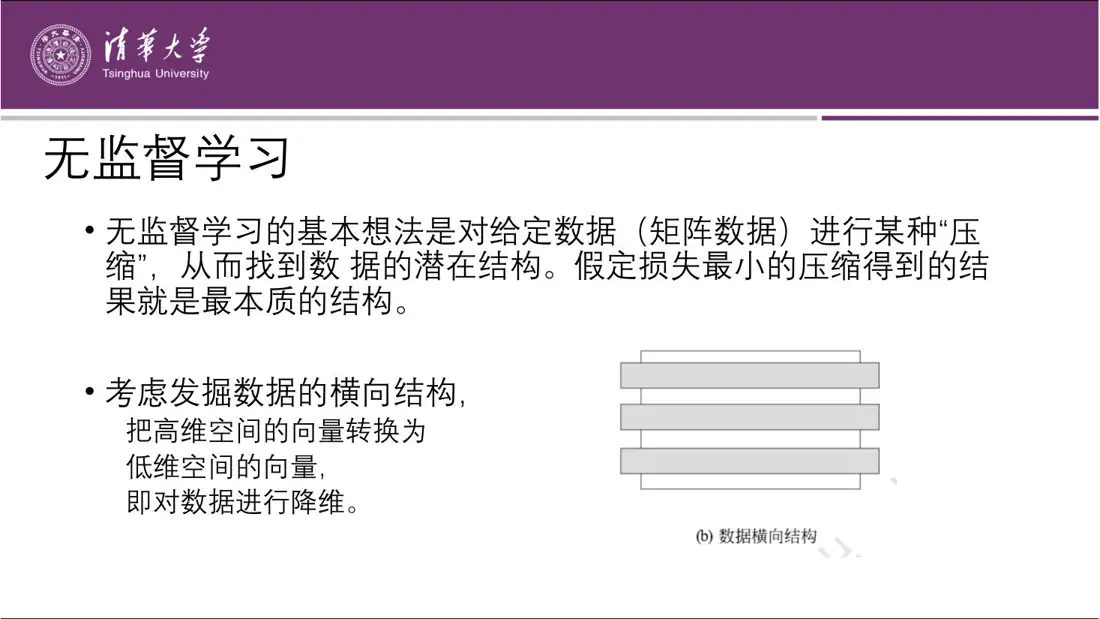 清华大学
Tsinghua University
无监督学习
• 无监督学习的基本想法是对给定数据（矩阵数据）进行某种“压
缩”，从而找到数 据的潜在结构。假定损失最小的压缩得到的结
果就是最本质的结构。
• 考虑发掘数据的横向结构，
把高维空间的向量转换为
低维空间的向量，
即对数据进行降维。
(b) 数据横向结构